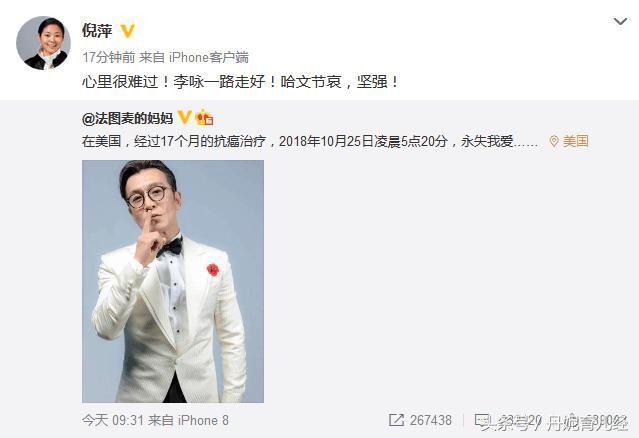 倪萍
17分钟前 来自 iPhone客户端
心里很难过！李咏一路走好！哈文节哀，坚强！
@法图麦的妈妈
在美国，经过17个月的抗癌治疗，2018年10月25日凌晨5点20分，永失我爱…… 美国
今天 09:31 来自 iPhone 8 267438
头条号/丹妮育儿经